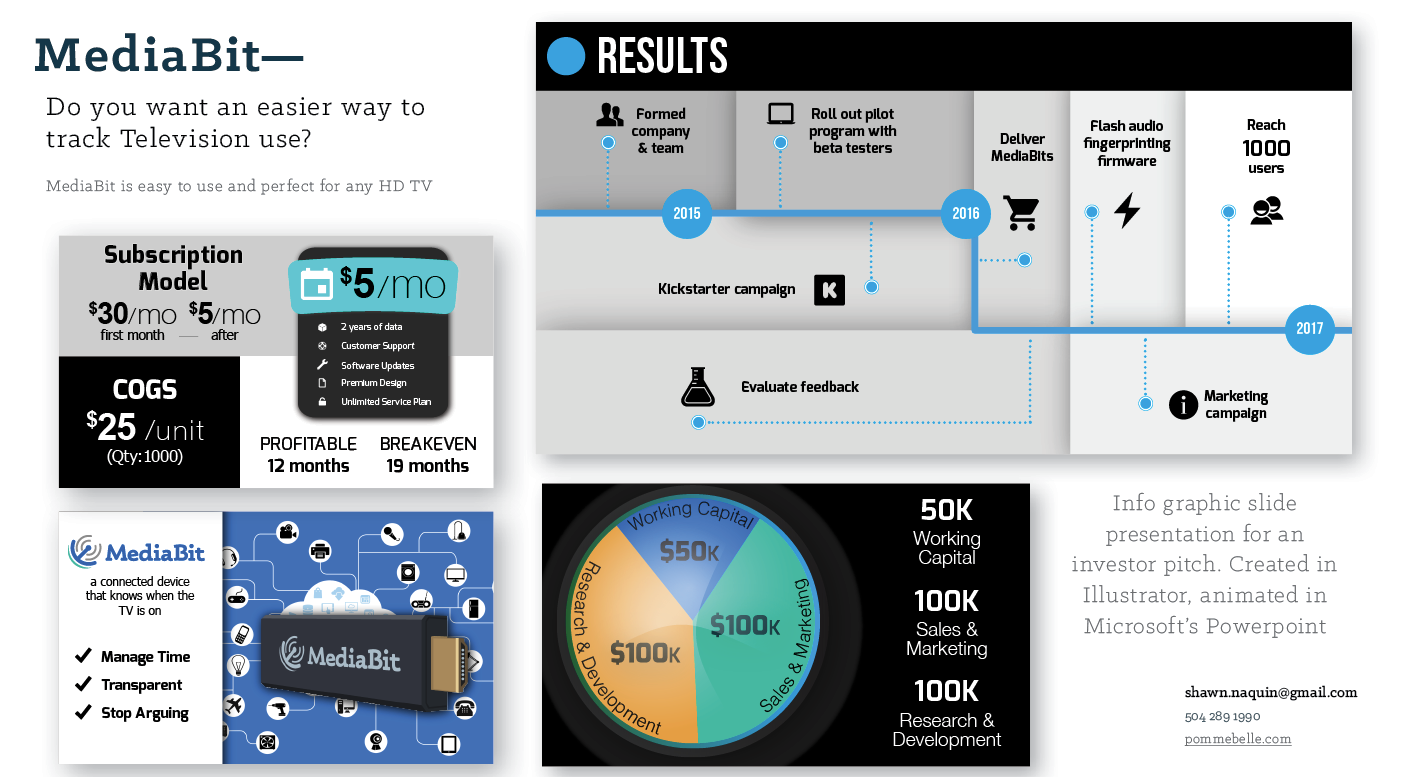 MediaBit—
Do you want an easier way to
track Television use?
MediaBit is easy to use and perfect for any HD TV
Subscription
Model
$30/mo $5/mo
first month — after
$5/mo
2 years of data
Customer Support
Software Updates
Premium Design
Unlimited Service Plan
COGS
$25 /unit
(Qty:1000)
PROFITABLE
12 months
BREAKEVEN
19 months
MediaBit
a connected device
that knows when the
TV is on
Manage Time
Transparent
Stop Arguing
MediaBit
RESULTS
Formed
company
& team
Roll out pilot
program with
beta testers
Deliver
MediaBits
Flash audio
fingerprinting
firmware
Reach
1000
users
2015
2016
Kickstarter campaign
K
2017
Evaluate feedback
i
Marketing
campaign
Working Capital
$50K
Research & Development
$100K
Sales & Marketing
$100K
50K
Working
Capital
100K
Sales &
Marketing
100K
Research &
Development
Info graphic slide
presentation for an
investor pitch. Created in
Illustrator, animated in
Microsoft's Powerpoint
shawn.naquin@gmail.com
504 289 1990
pommebelle.com